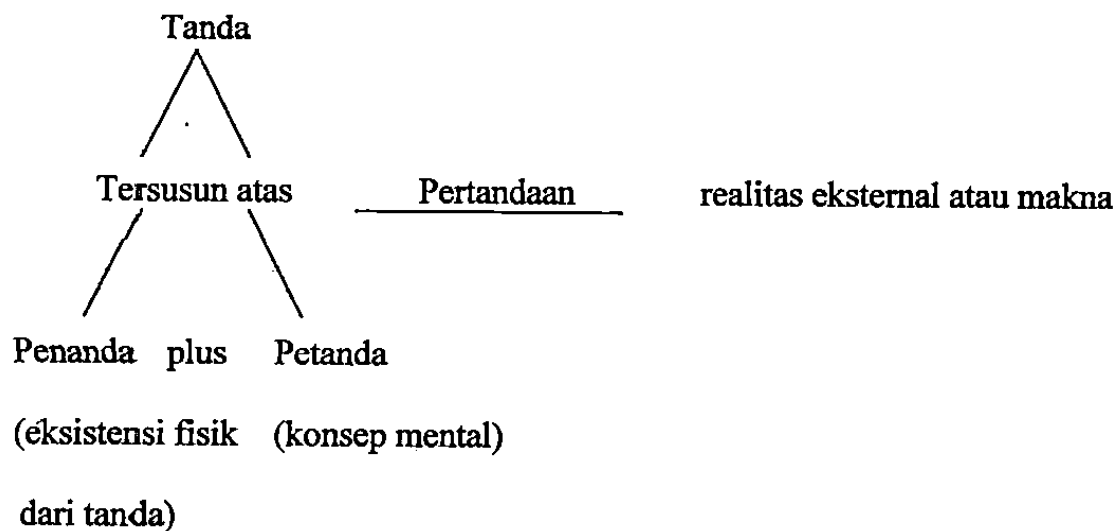 Tanda
Tersusun atas Pertandaan realitas eksternal atau makna
Penanda plus Petanda
(eksistensi fisik (konsep mental)
dari tanda)